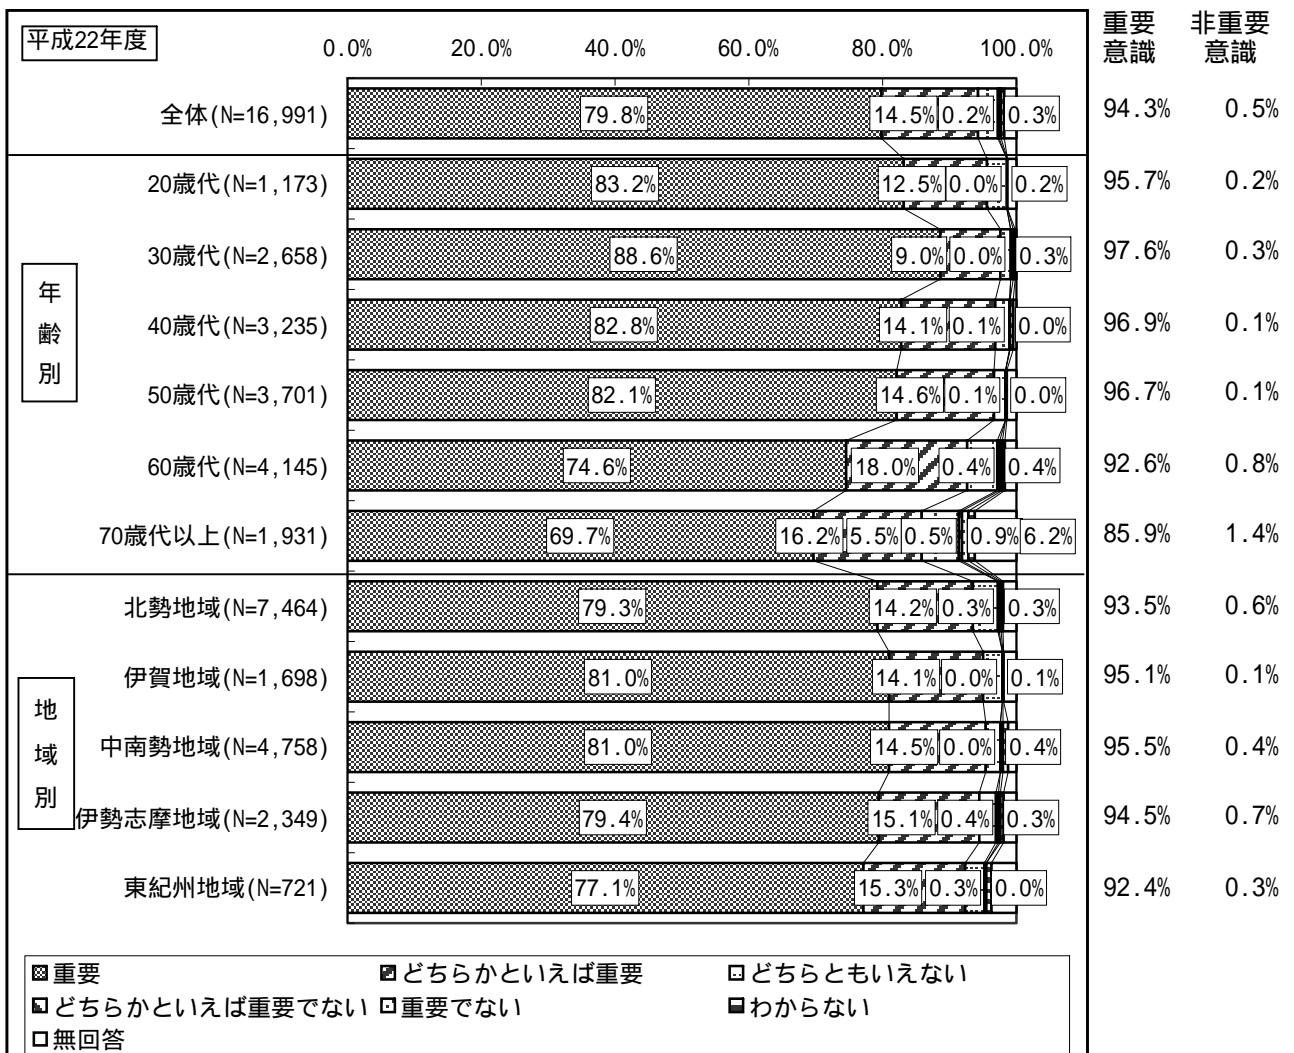 平成22年度
0.0% 20.0% 40.0% 60.0% 80.0% 100.0%
重要意識 非重要意識
全体(N=16,991) 79.8% 14.5% 0.2% 0.3% 94.3% 0.5%
年齢別
20歳代(N=1,173) 83.2% 12.5% 0.0% 0.2% 95.7% 0.2%
30歳代(N=2,658) 88.6% 9.0% 0.0% 0.3% 97.6% 0.3%
40歳代(N=3,235) 82.8% 14.1% 0.1% 0.0% 96.9% 0.1%
50歳代(N=3,701) 82.1% 14.6% 0.1% 0.0% 96.7% 0.1%
60歳代(N=4,145) 74.6% 18.0% 0.4% 0.4% 92.6% 0.8%
70歳代以上(N=1,931) 69.7% 16.2% 5.5% 0.5% 0.9% 6.2% 85.9% 1.4%
地域別
北勢地域(N=7,464) 79.3% 14.2% 0.3% 0.3% 93.5% 0.6%
伊賀地域(N=1,698) 81.0% 14.1% 0.0% 0.1% 95.1% 0.1%
中南勢地域(N=4,758) 81.0% 14.5% 0.0% 0.4% 95.5% 0.4%
伊勢志摩地域(N=2,349) 79.4% 15.1% 0.4% 0.3% 94.5% 0.7%
東紀州地域(N=721) 77.1% 15.3% 0.3% 0.0% 92.4% 0.3%
重要 どちらかといえば重要 どちらともいえない
どちらかといえば重要でない 重要でない わからない
無回答